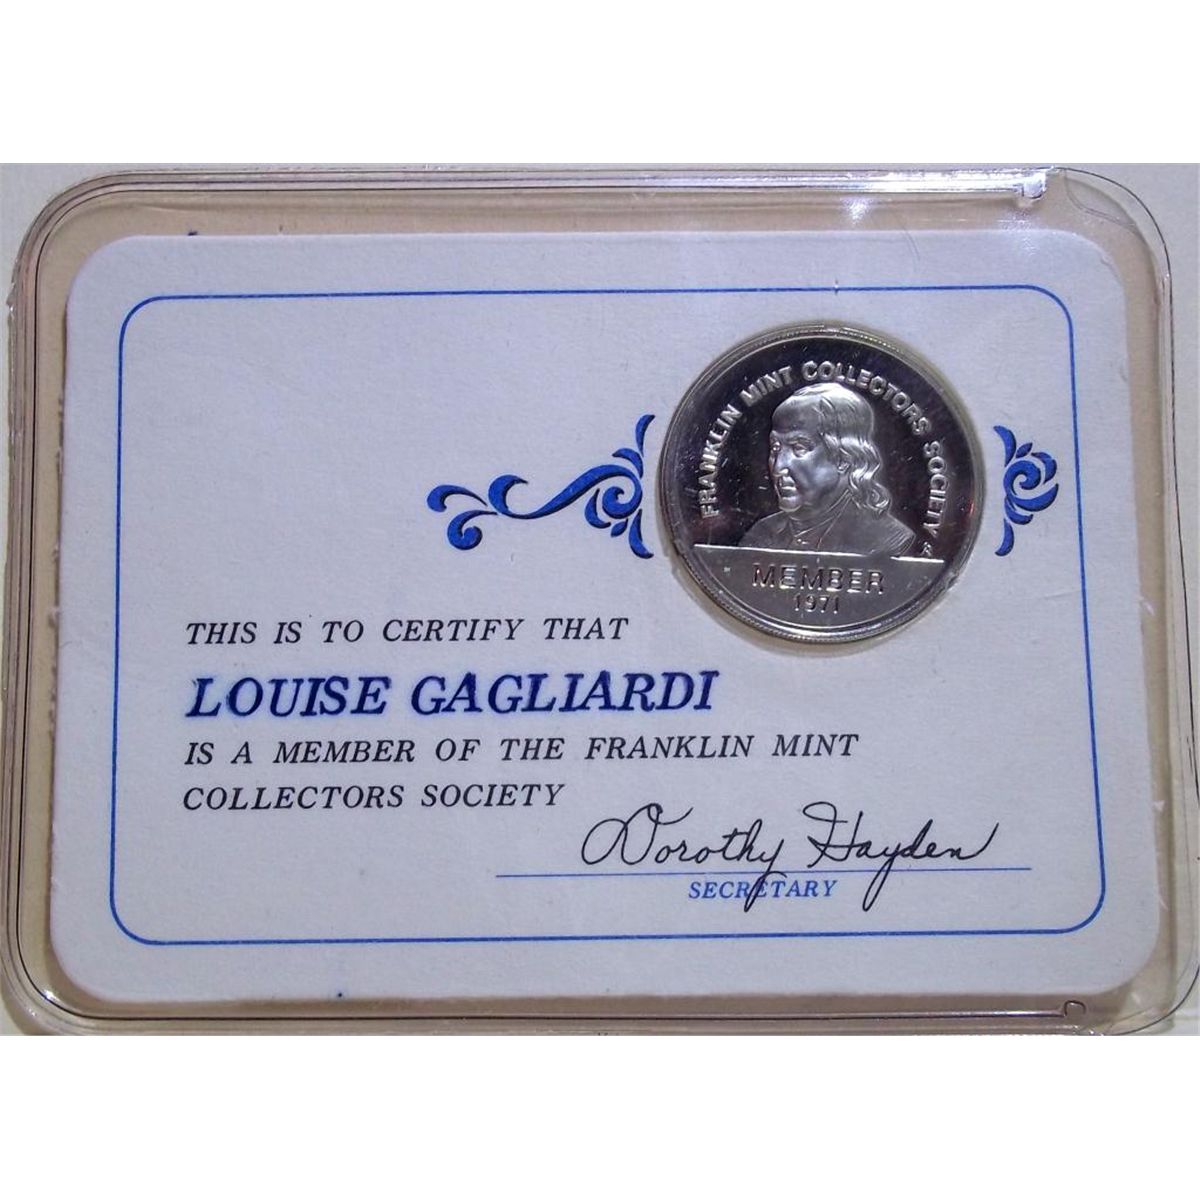 FRANKLIN MINT COLLECTORS SOCIETY
MEMBER
1971
THIS IS TO CERTIFY THAT
LOUISE GAGLIARDI
IS A MEMBER OF THE FRANKLIN MINT
COLLECTORS SOCIETY
Dorothy Hayden
SECRETARY